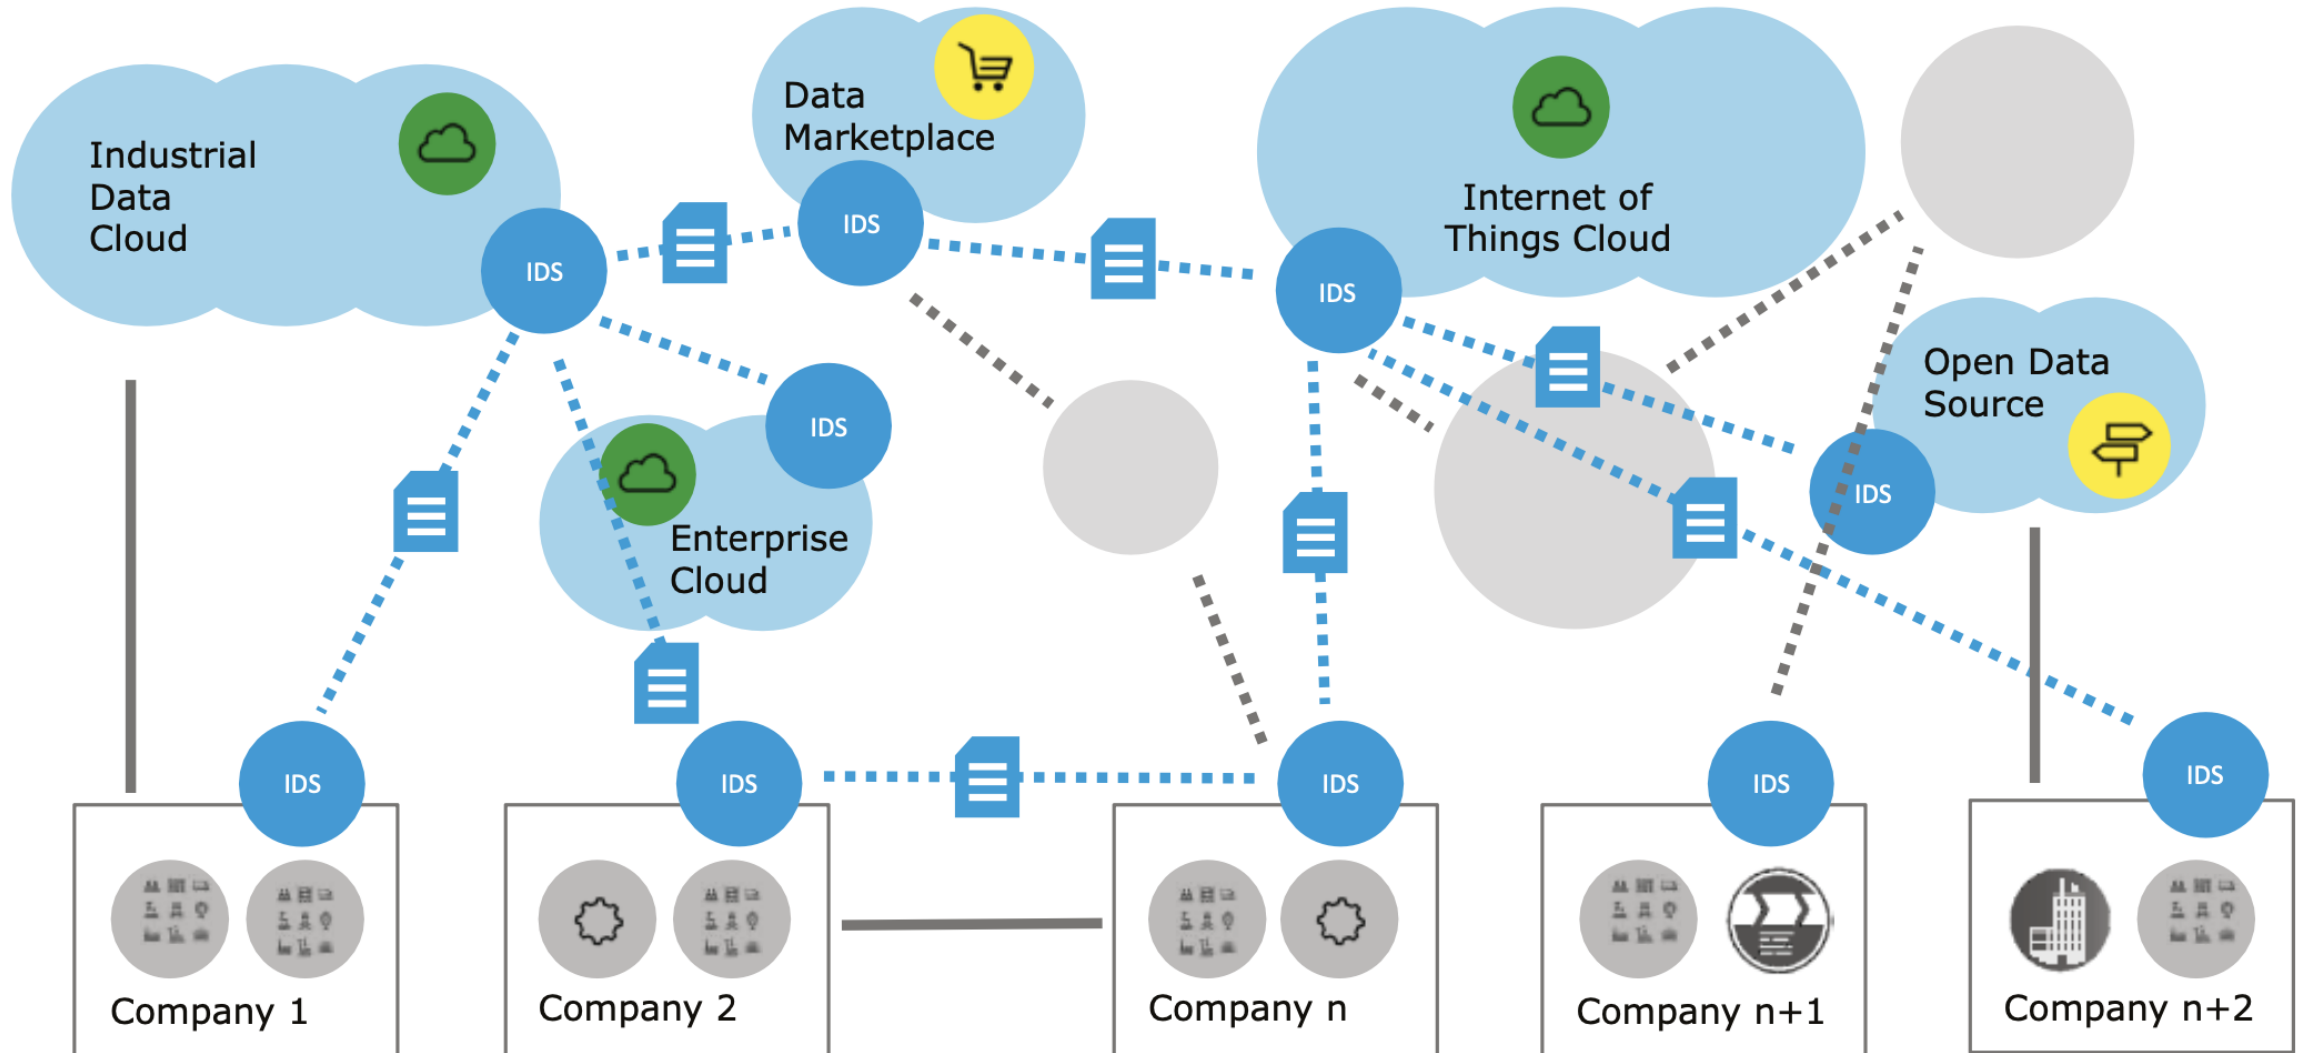 Industrial
Data
Cloud
IDS
Data
Marketplace
IDS
Internet of
Things Cloud
IDS
IDS
Enterprise
Cloud
Open Data
Source
IDS
IDS
IDS
IDS
IDS
IDS
Company 1
Company 2
Company n
Company n+1
Company n+2